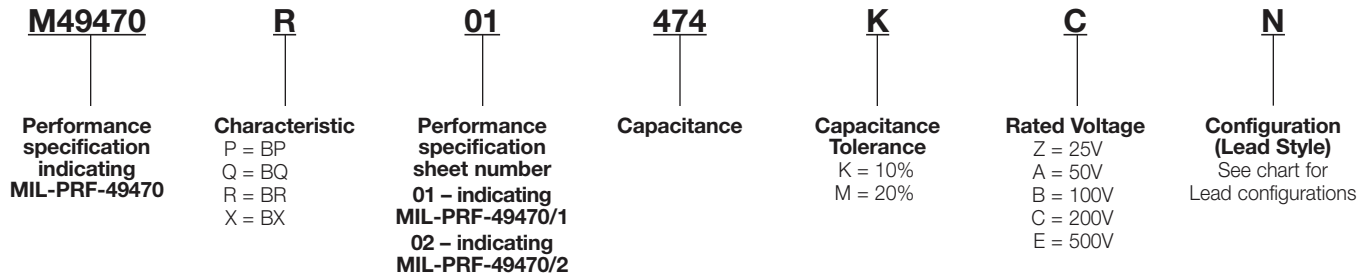 M49470 R 01 474 K C N
Performance
specification
indicating
MIL-PRF-49470
Characteristic
P = BP
Q = BQ
R = BR
X = BX
Performance
specification
sheet number
01 – indicating
MIL-PRF-49470/1
02 – indicating
MIL-PRF-49470/2
Capacitance
Capacitance
Tolerance
K = 10%
M = 20%
Rated Voltage
Z = 25V
A = 50V
B = 100V
C = 200V
E = 500V
Configuration
(Lead Style)
See chart for
Lead configurations